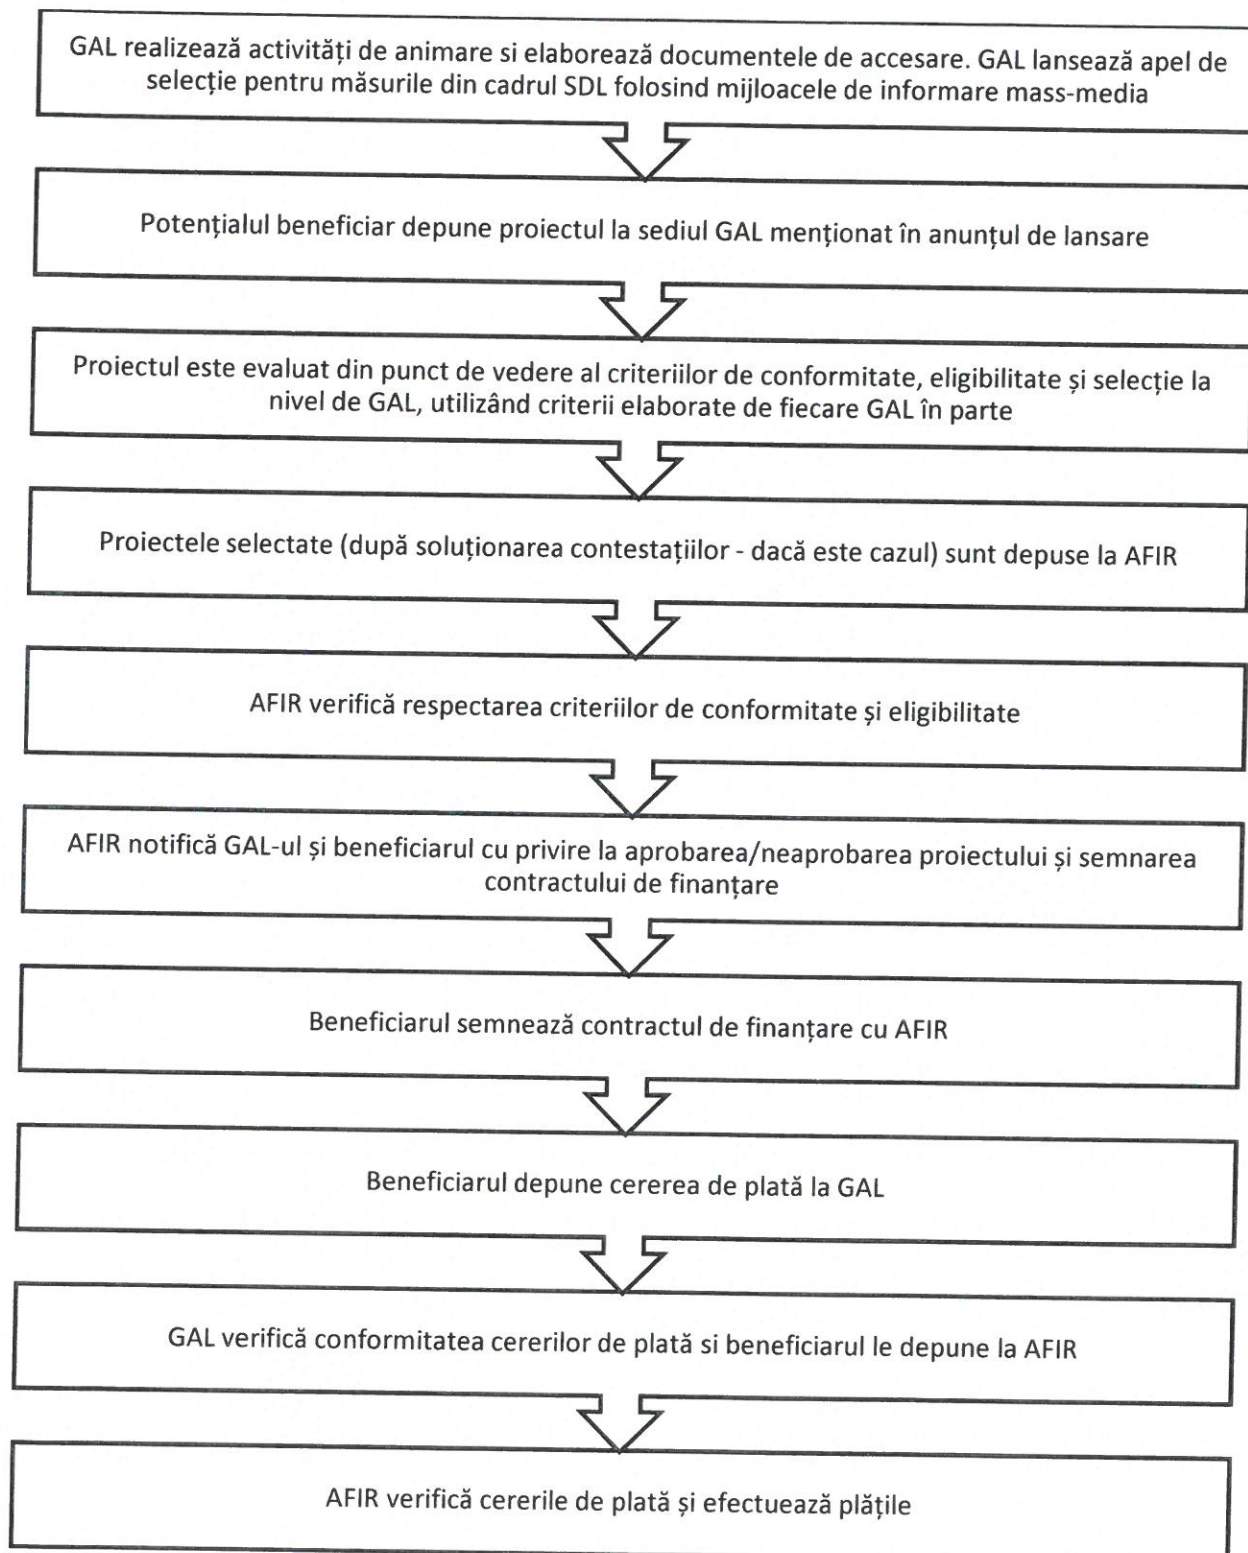 GAL realizează activități de animare si elaborează documentele de accesare. GAL lansează apel de
selecție pentru măsurile din cadrul SDL folosind mijloacele de informare mass-media
Potențialul beneficiar depune proiectul la sediul GAL menționat în anunțul de lansare
Proiectul este evaluat din punct de vedere al criteriilor de conformitate, eligibilitate și selecție la
nivel de GAL, utilizând criterii elaborate de fiecare GAL în parte
Proiectele selectate (după soluționarea contestațiilor - dacă este cazul) sunt depuse la AFIR
AFIR verifică respectarea criteriilor de conformitate și eligibilitate
AFIR notifică GAL-ul și beneficiarul cu privire la aprobarea/neaprobarea proiectului și semnarea
contractului de finanțare
Beneficiarul semnează contractul de finanțare cu AFIR
Beneficiarul depune cererea de plată la GAL
GAL verifică conformitatea cererilor de plată si beneficiarul le depune la AFIR
AFIR verifică cererile de plată și efectuează plățile